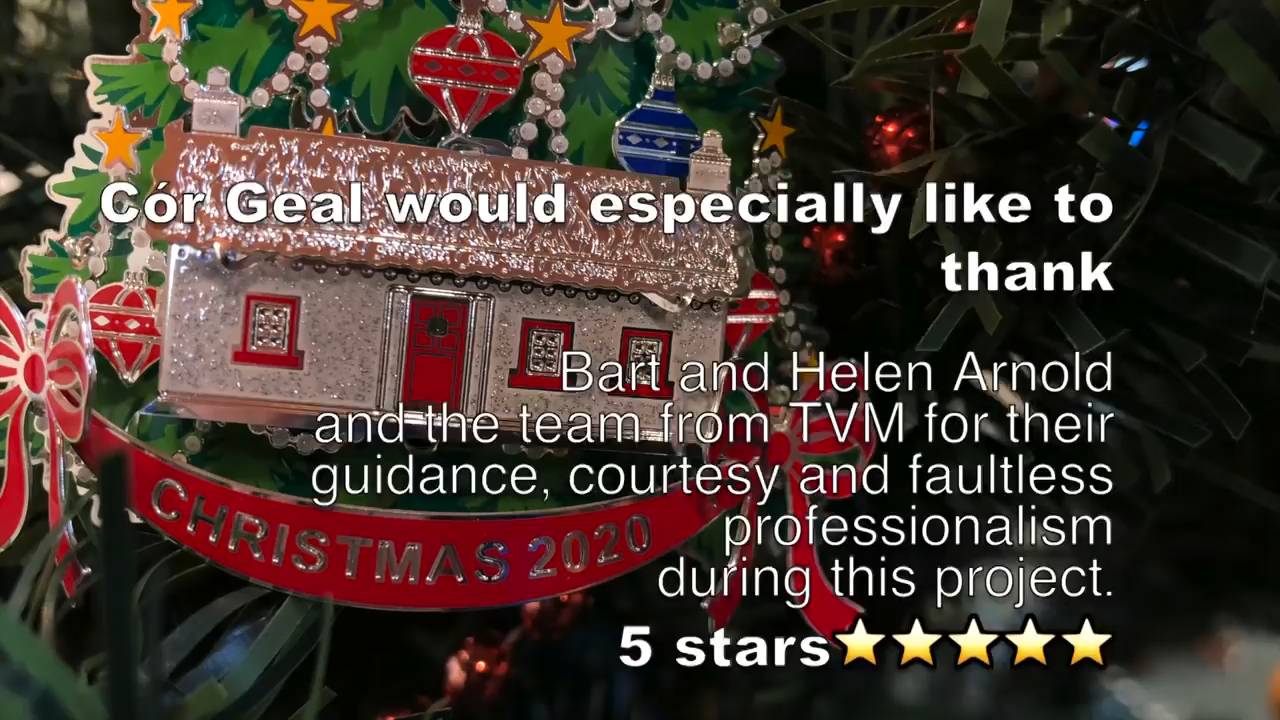 Cór Geal would especially like to
thank
Bart and Helen Arnold
and the team from TVM for their
guidance, courtesy and faultless
professionalism
during this project.
5 stars⭐⭐⭐⭐⭐
CHRISTMAS 2020